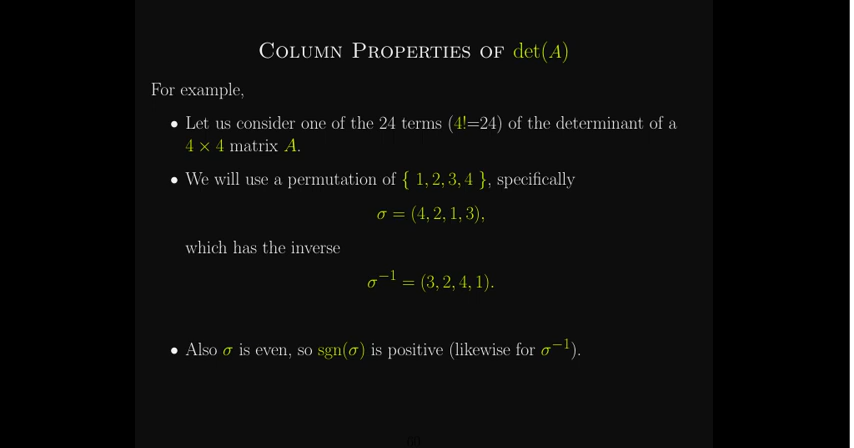 Column Properties of det(A)
For example,
• Let us consider one of the 24 terms (4!=24) of the determinant of a
4 × 4 matrix A.
• We will use a permutation of { 1, 2, 3, 4 }, specifically
σ = (4, 2, 1, 3),
which has the inverse
σ⁻¹ = (3, 2, 4, 1).
• Also σ is even, so sgn(σ) is positive (likewise for σ⁻¹).